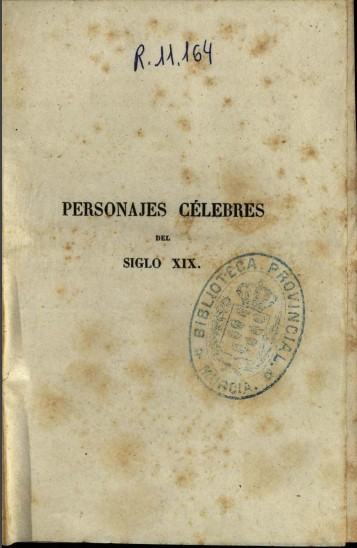 R.11.164
PERSONAJES CÉLEBRES
DEL
SIGLO XIX.
BIBLIOTECA PROVINCIAL
MURCIA.